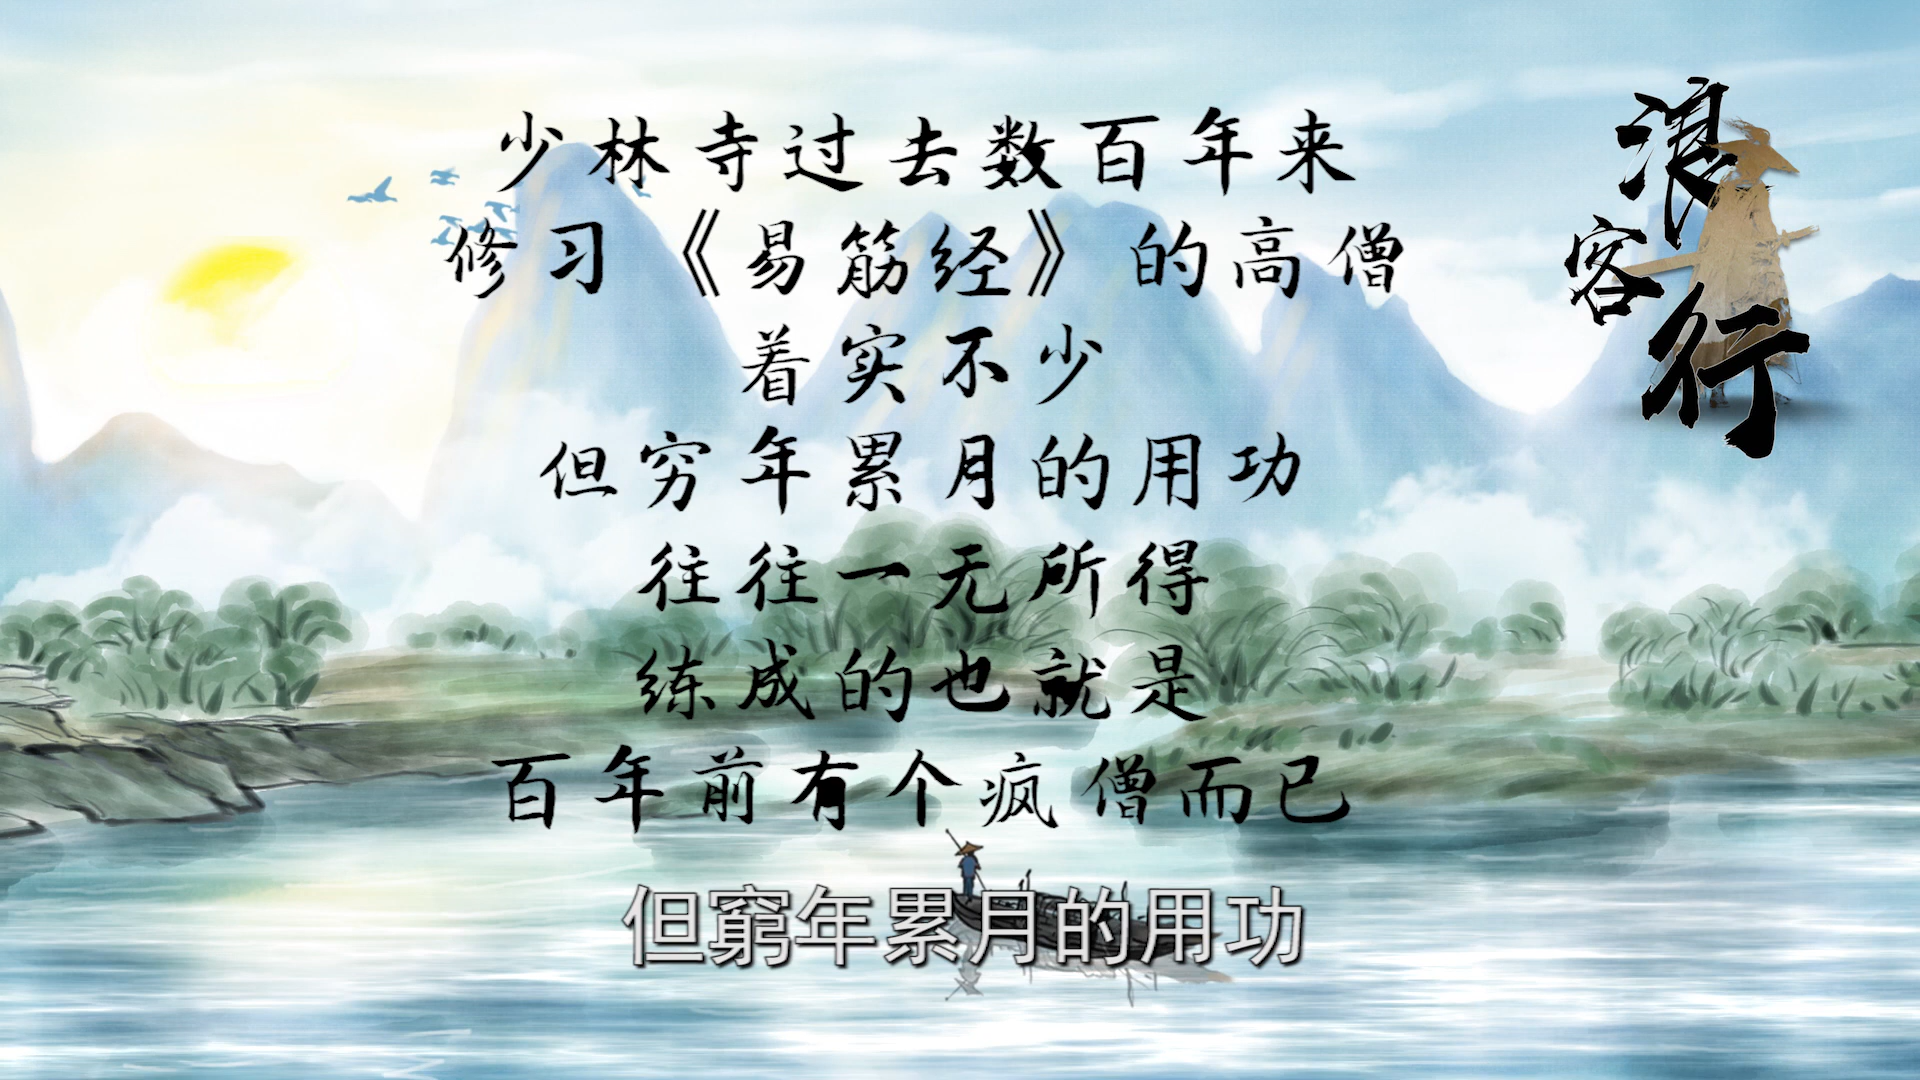 少林寺过去数百年来
修习《易筋经》的高僧
着实不少
但穷年累月的用功
往往一无所得
练成的也就是
百年前有个疯僧而已
但窮年累月的用功
浪客行